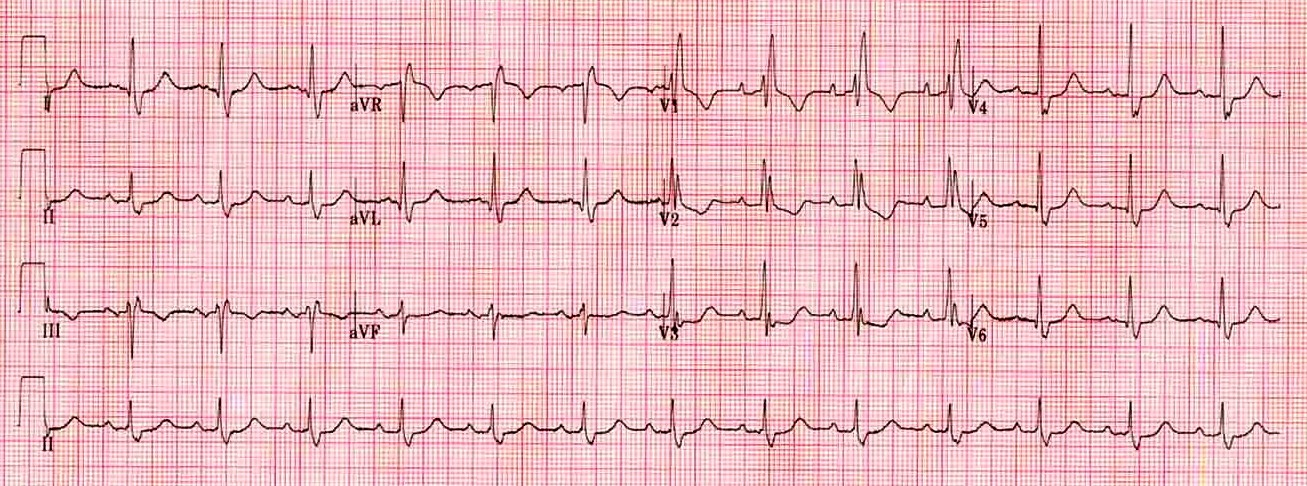 I aVR V1 V4
II aVL V2 V5
III aVF V3 V6
II